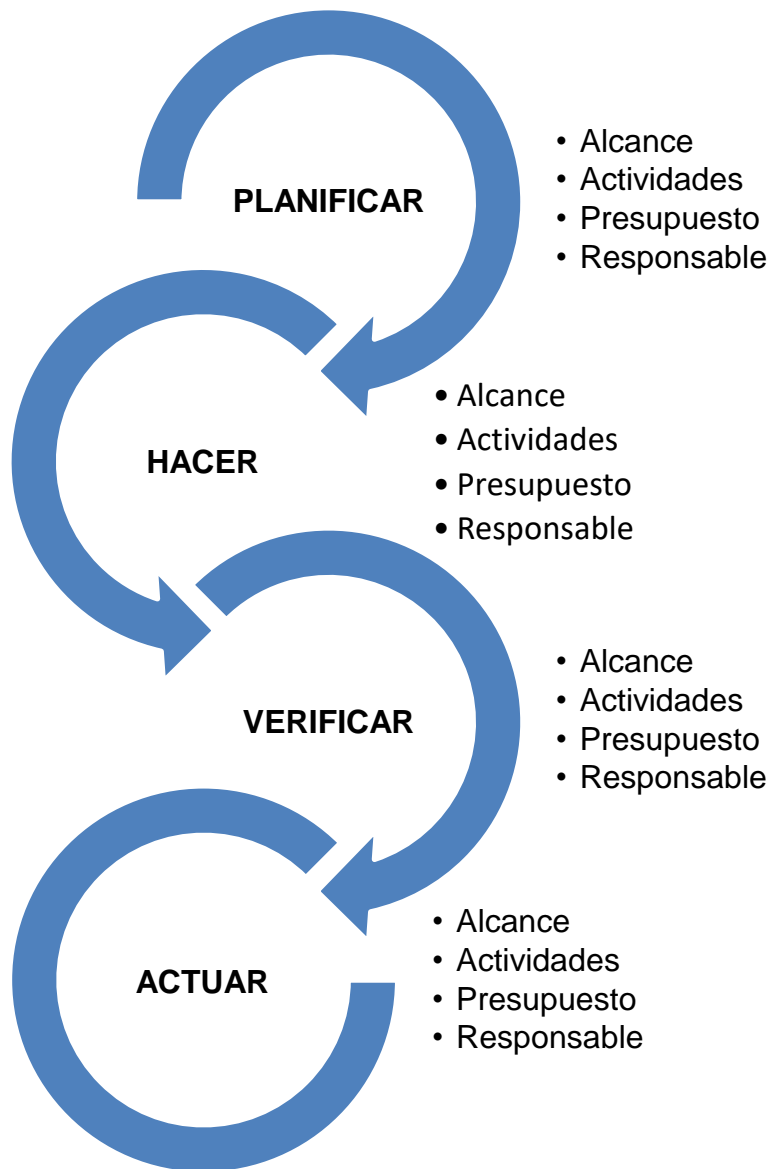 PLANIFICAR
• Alcance
• Actividades
• Presupuesto
• Responsable
HACER
• Alcance
• Actividades
• Presupuesto
• Responsable
VERIFICAR
• Alcance
• Actividades
• Presupuesto
• Responsable
ACTUAR
• Alcance
• Actividades
• Presupuesto
• Responsable